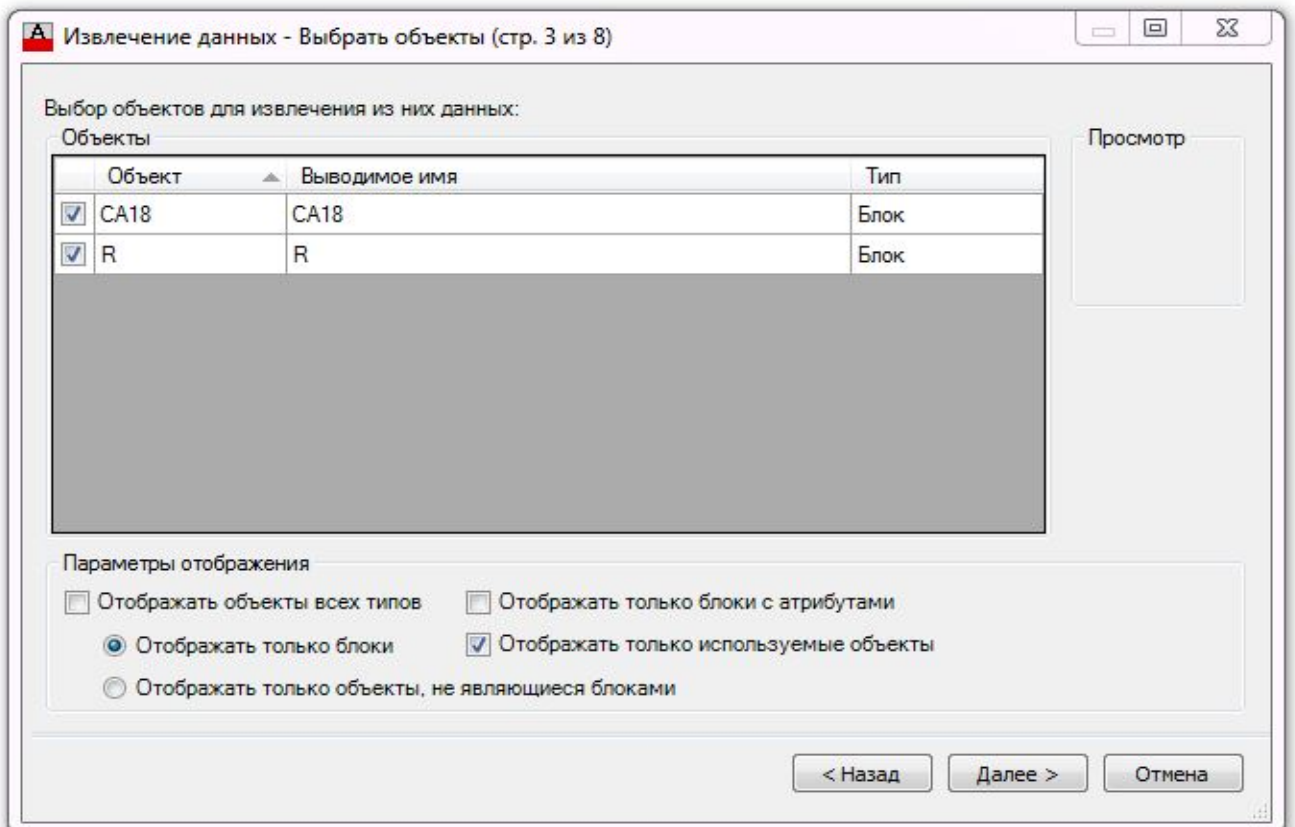 Извлечение данных - Выбрать объекты (стр. 3 из 8)
Выбор объектов для извлечения из них данных:
Объекты
Просмотр
Объект Выводимое имя Тип
CA18 CA18 Блок
R R Блок
Параметры отображения
Отображать объекты всех типов Отображать только блоки с атрибутами
Отображать только блоки Отображать только используемые объекты
Отображать только объекты, не являющиеся блоками
< Назад Далее > Отмена